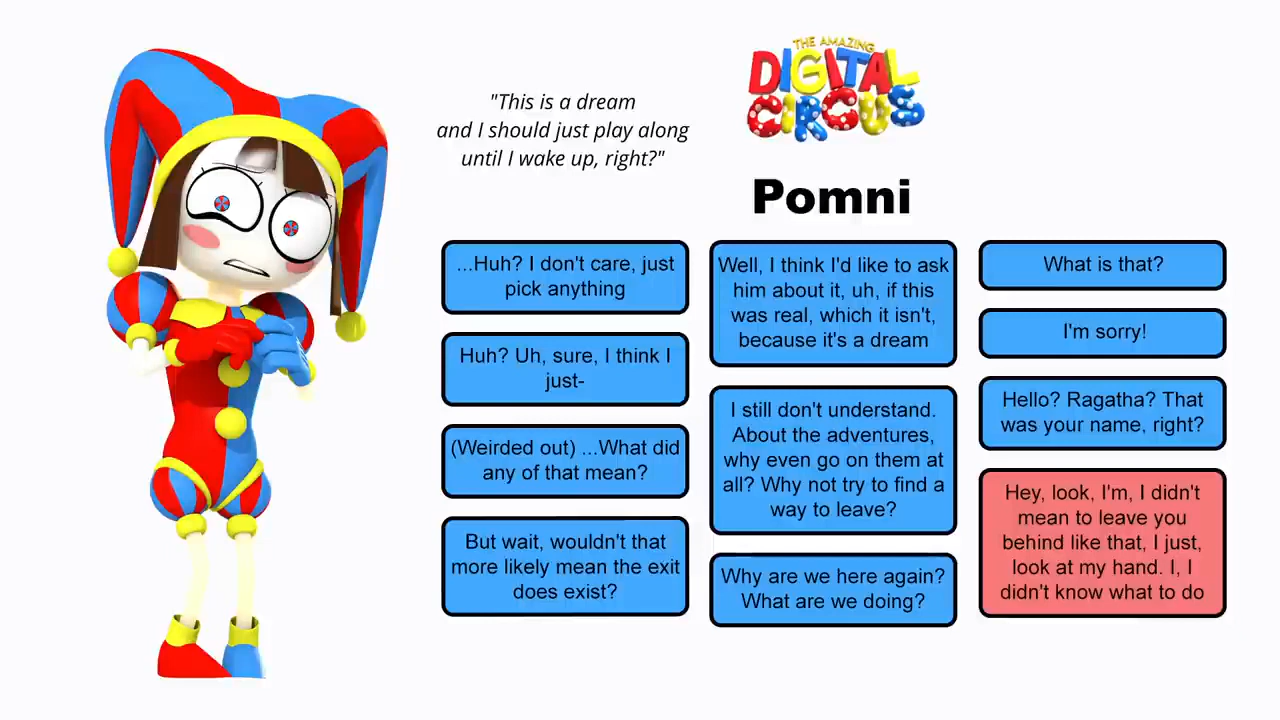 "This is a dream
and I should just play along
until I wake up, right?"
THE AMAZING
DIGITAL
CIRCUS
Pomni
...Huh? I don't care, just
pick anything
Huh? Uh, sure, I think I
just-
(Weirded out) ...What did
any of that mean?
But wait, wouldn't that
more likely mean the exit
does exist?
Well, I think I'd like to ask
him about it, uh, if this
was real, which it isn't,
because it's a dream
I still don't understand.
About the adventures,
why even go on them at
all? Why not try to find a
way to leave?
Why are we here again?
What are we doing?
What is that?
I'm sorry!
Hello? Ragatha? That
was your name, right?
Hey, look, I'm, I didn't
mean to leave you
behind like that, I just,
look at my hand. I, I
didn't know what to do